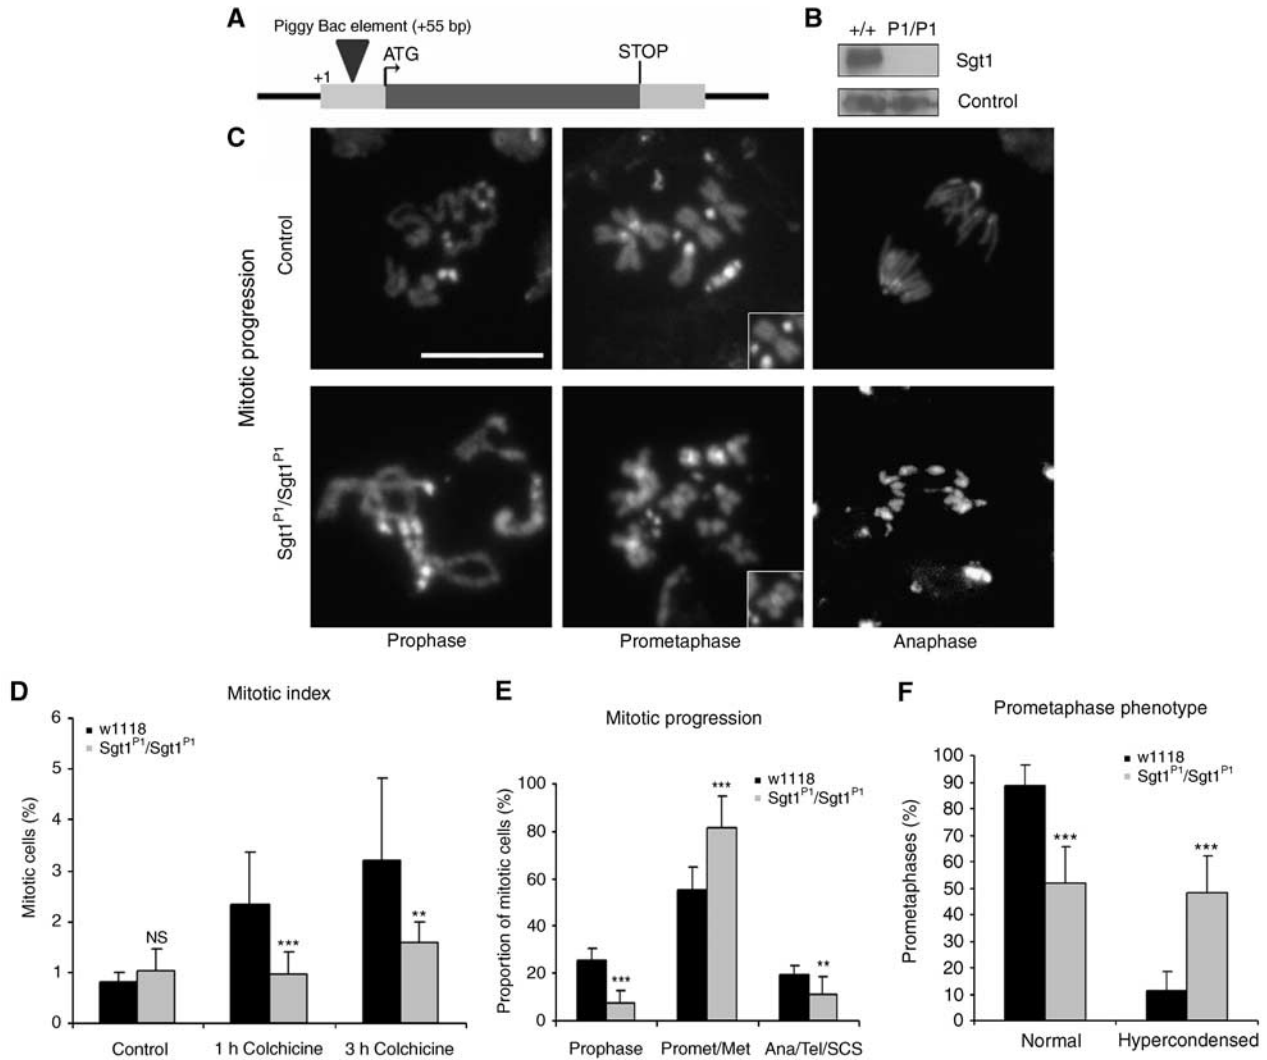 A
Piggy Bac element (+55 bp)
+1
ATG
STOP
B
+/+ P1/P1
Sgt1
Control
C
Mitotic progression
Control
Sgt1P1/Sgt1P1
Prophase
Prometaphase
Anaphase
D
Mitotic index
w1118
Sgt1P1/Sgt1P1
Mitotic cells (%)
6
5
4
3
2
1
0
NS
***
**
Control
1 h Colchicine
3 h Colchicine
E
Mitotic progression
w1118
Sgt1P1/Sgt1P1
Proportion of mitotic cells (%)
100
80
60
40
20
0
***
***
**
Prophase
Promet/Met
Ana/Tel/SCS
F
Prometaphase phenotype
w1118
Sgt1P1/Sgt1P1
Prometaphases (%)
100
90
80
70
60
50
40
30
20
10
0
***
***
Normal
Hypercondensed